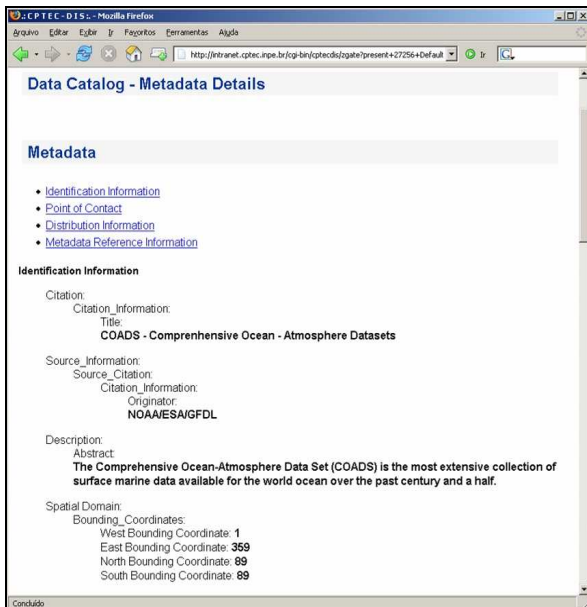 .: C P T E C - D I S :. - Mozilla Firefox
Arquivo Editar Exibir Ir Favoritos Ferramentas Ajuda
http://intranet.cptec.inpe.br/cgi-bin/cptecdis/zgate?present+27256+Default Ir
Data Catalog - Metadata Details
Metadata
Identification Information
Point of Contact
Distribution Information
Metadata Reference Information
Identification Information
Citation:
Citation_Information:
Title:
COADS - Comprenhensive Ocean - Atmosphere Datasets
Source_Information:
Source_Citation:
Citation_Information:
Originator:
NOAA/ESA/GFDL
Description:
Abstract:
The Comprehensive Ocean-Atmosphere Data Set (COADS) is the most extensive collection of
surface marine data available for the world ocean over the past century and a half.
Spatial Domain:
Bounding_Coordinates:
West Bounding Coordinate: 1
East Bounding Coordinate: 359
North Bounding Coordinate: 89
South Bounding Coordinate: 89
Concluído